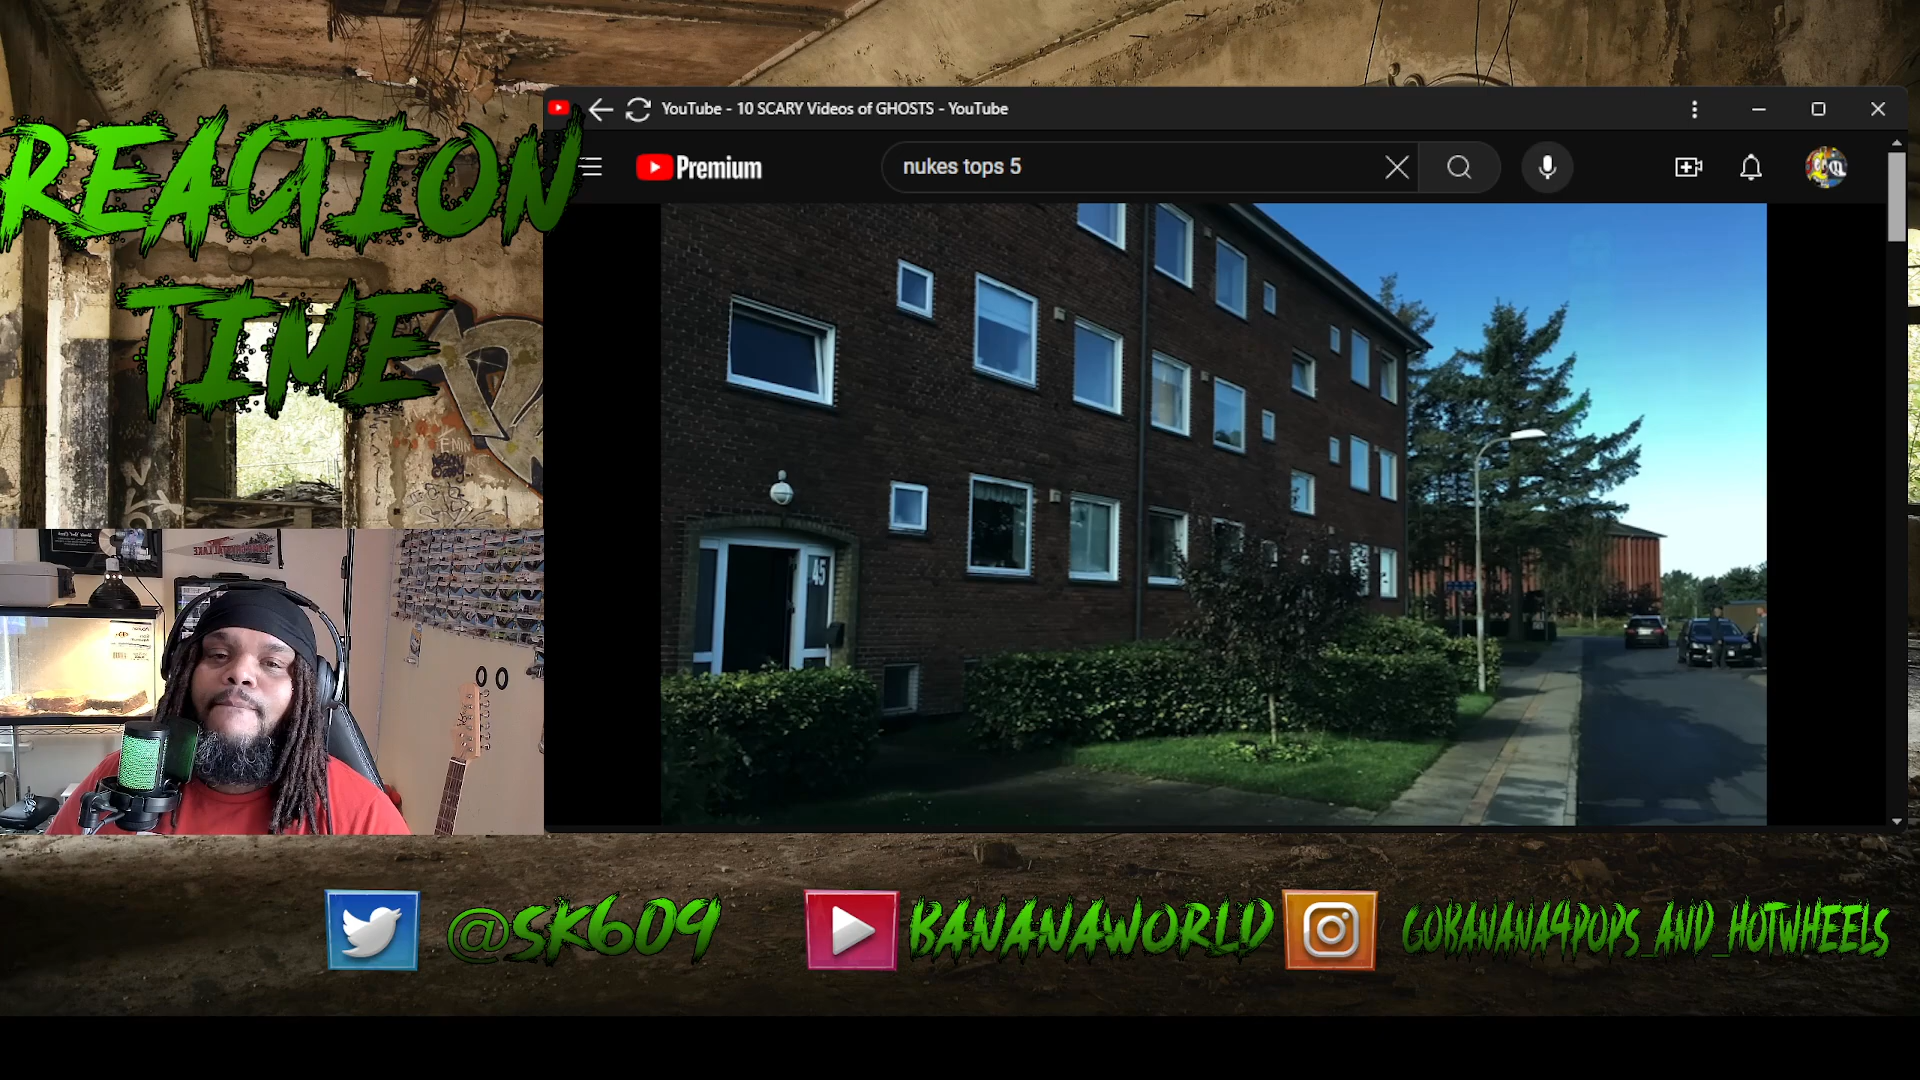 REACTION
TIME
YouTube - 10 SCARY Videos of GHOSTS - YouTube
Premium
nukes tops 5
45
@SK609
BANANAWORLD
GOBANANA4POPS_AND_HOTWHEELS